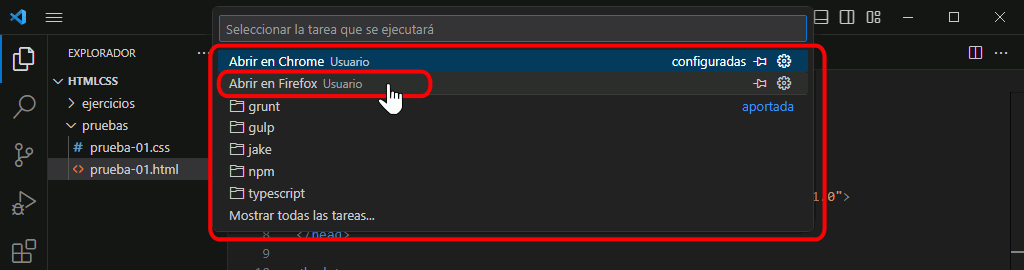 Seleccionar la tarea que se ejecutará
EXPLORADOR ...
HTMLCSS
ejercicios
pruebas
# prueba-01.css
<> prueba-01.html
Abrir en Chrome Usuario configuradas
Abrir en Firefox Usuario
grunt aportada
gulp
jake
npm
typescript
Mostrar todas las tareas...
1.0">
8 </head>
9